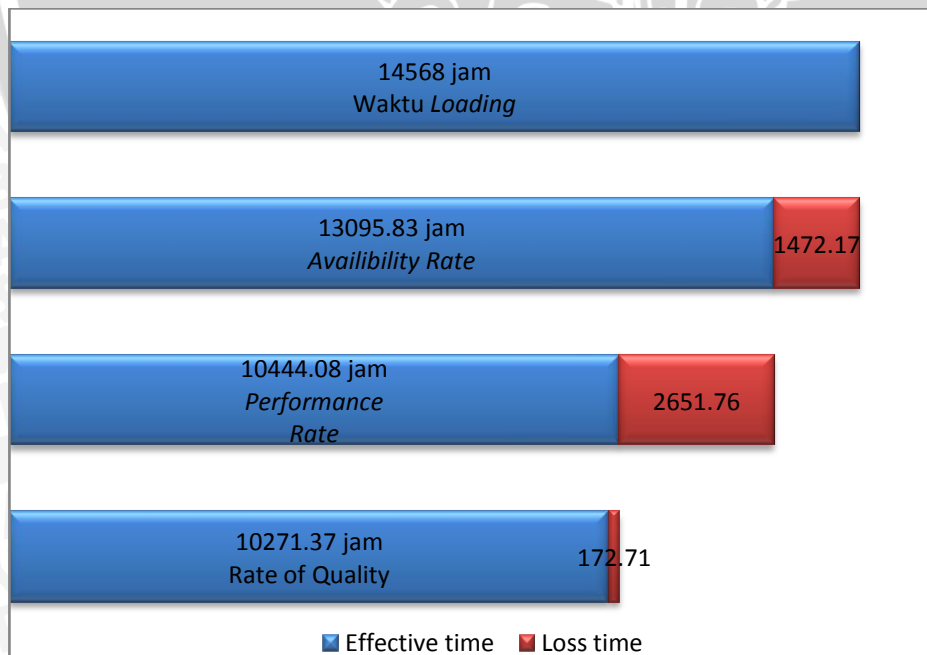 14568 jam
Waktu Loading
13095.83 jam
Availibility Rate
1472.17
10444.08 jam
Performance
Rate
2651.76
10271.37 jam
Rate of Quality
172.71
Effective time
Loss time